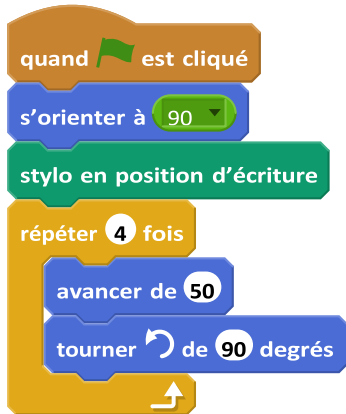 quand est cliqué
s’orienter à 90
stylo en position d’écriture
répéter 4 fois
avancer de 50
tourner de 90 degrés